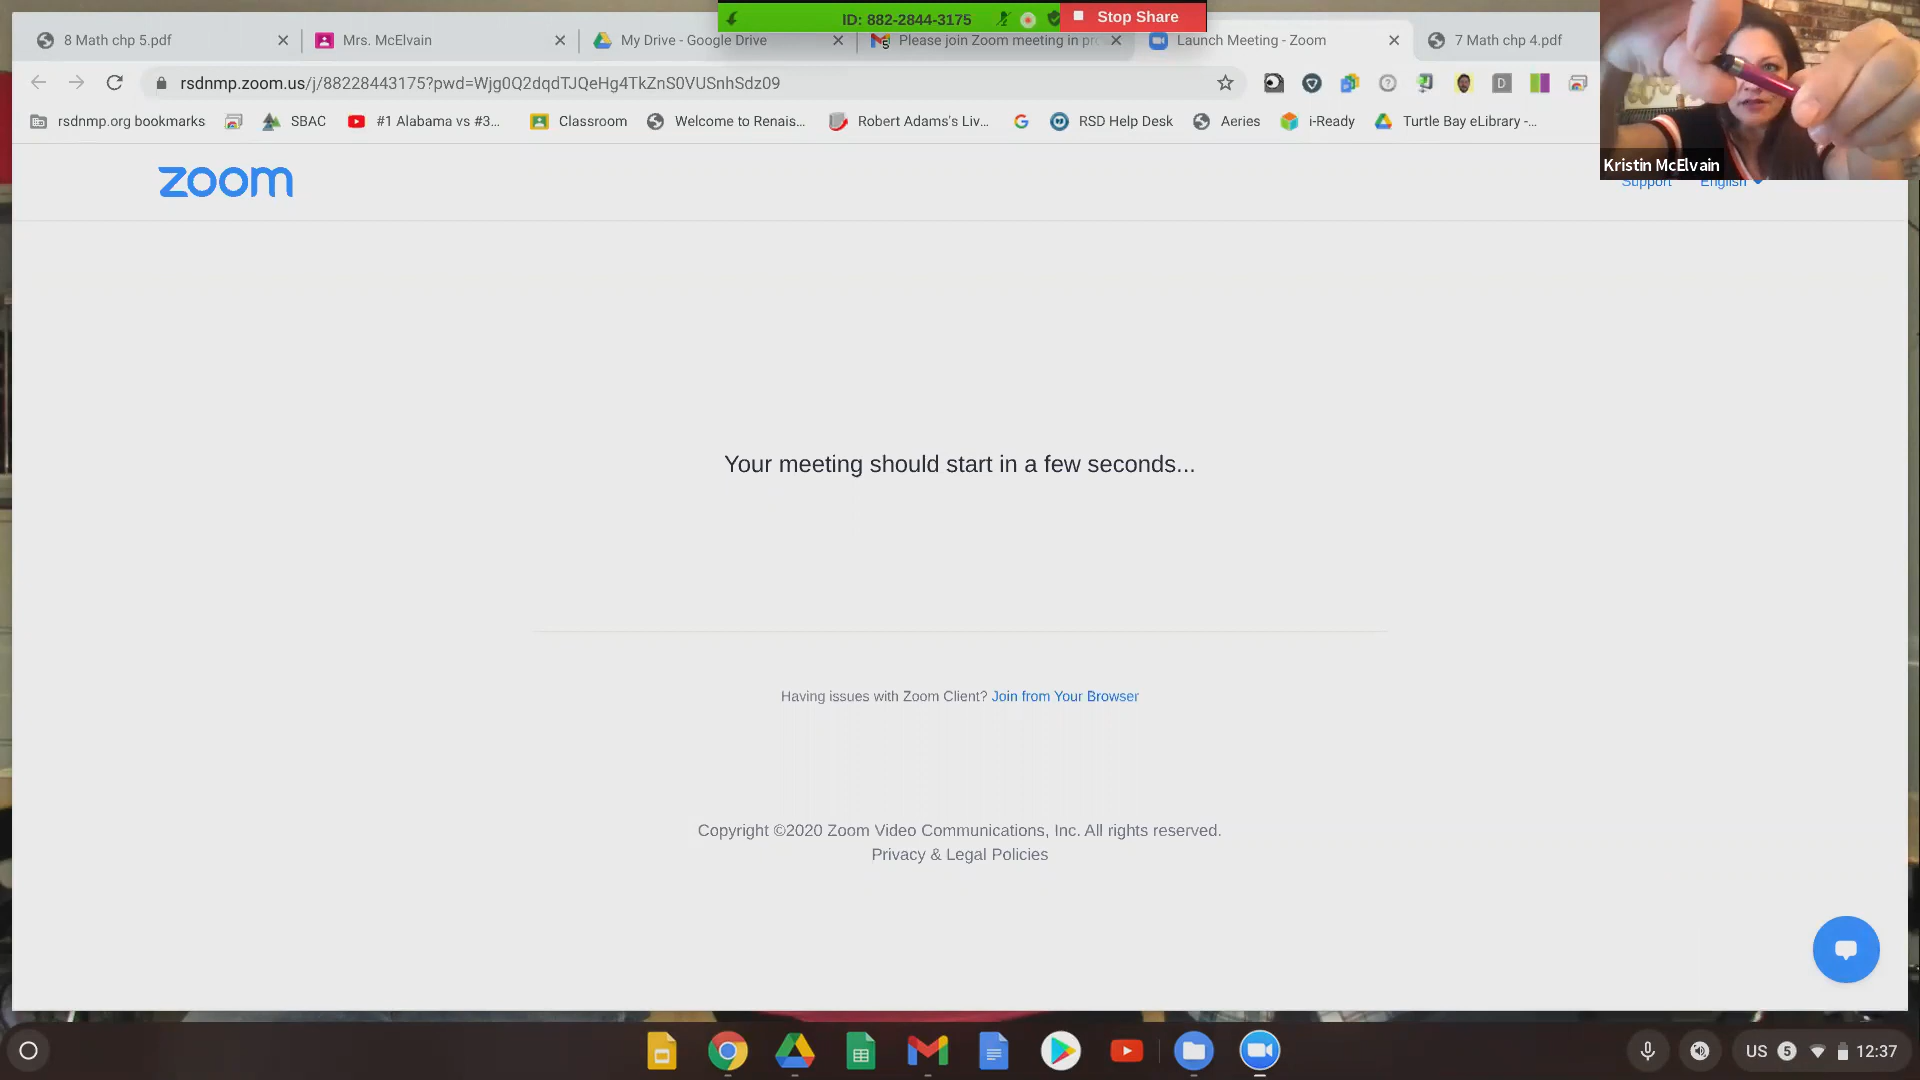 ID: 882-2844-3175
Stop Share
8 Math chp 5.pdf
Mrs. McElvain
My Drive - Google Drive
Please join Zoom meeting in pro
Launch Meeting - Zoom
7 Math chp 4.pdf
rsdnmp.zoom.us/j/88228443175?pwd=Wjg0Q2dqdTJQeHg4TkZnS0VUSnhSdz09
rsdnmp.org bookmarks
SBAC
#1 Alabama vs #3...
Classroom
Welcome to Renais...
Robert Adams's Liv...
RSD Help Desk
Aeries
i-Ready
Turtle Bay eLibrary -...
Kristin McElvain
zoom
Support
English
Your meeting should start in a few seconds...
Having issues with Zoom Client? Join from Your Browser
Copyright ©2020 Zoom Video Communications, Inc. All rights reserved.
Privacy & Legal Policies
US 5 12:37